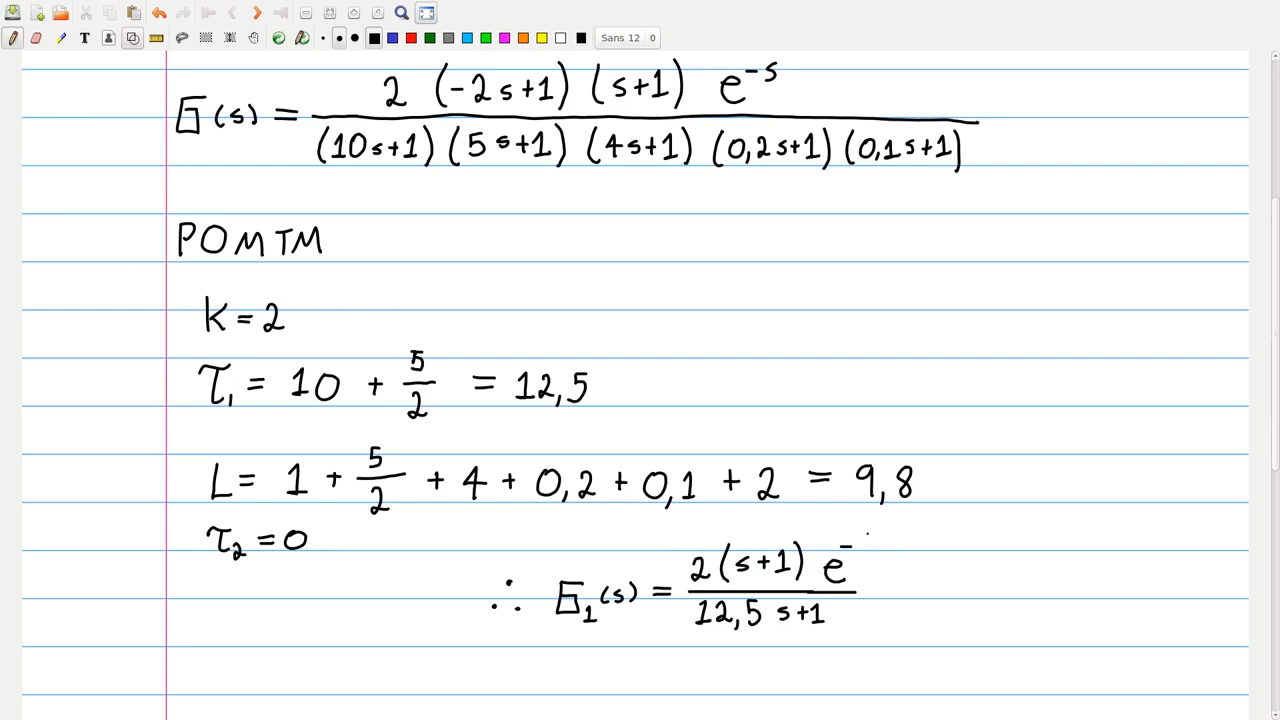 T Sans 12 0
G(s) = 2 (-2s+1) (s+1) e^-s / (10s+1) (5s+1) (4s+1) (0,2s+1) (0,1s+1)
POMTM
K = 2
τ₁ = 10 + 5/2 = 12,5
L = 1 + 5/2 + 4 + 0,2 + 0,1 + 2 = 9,8
τ₂ = 0
∴ G₁(s) = 2(s+1) e^- / 12,5 s+1